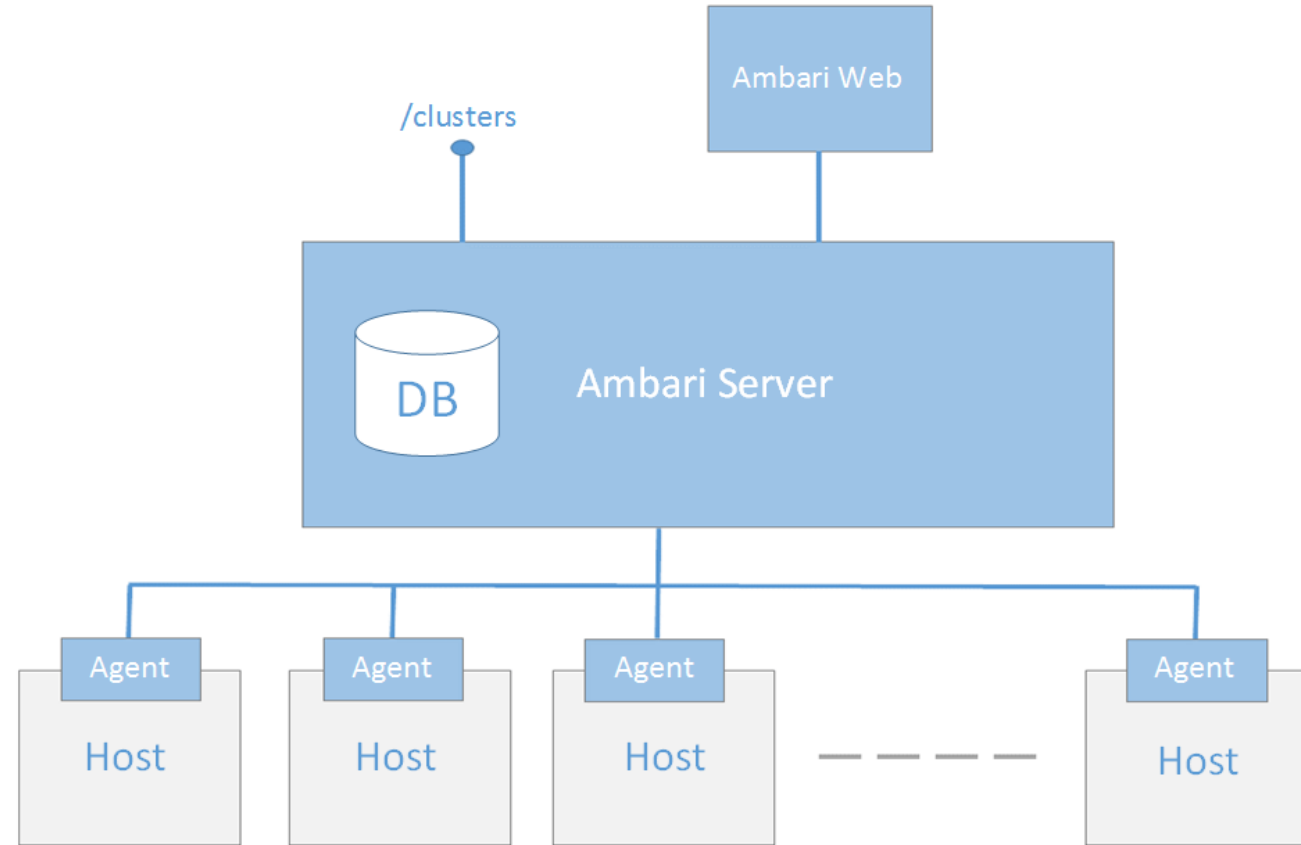 Ambari Web
/clusters
DB
Ambari Server
Agent
Agent
Agent
Agent
Host
Host
Host
Host